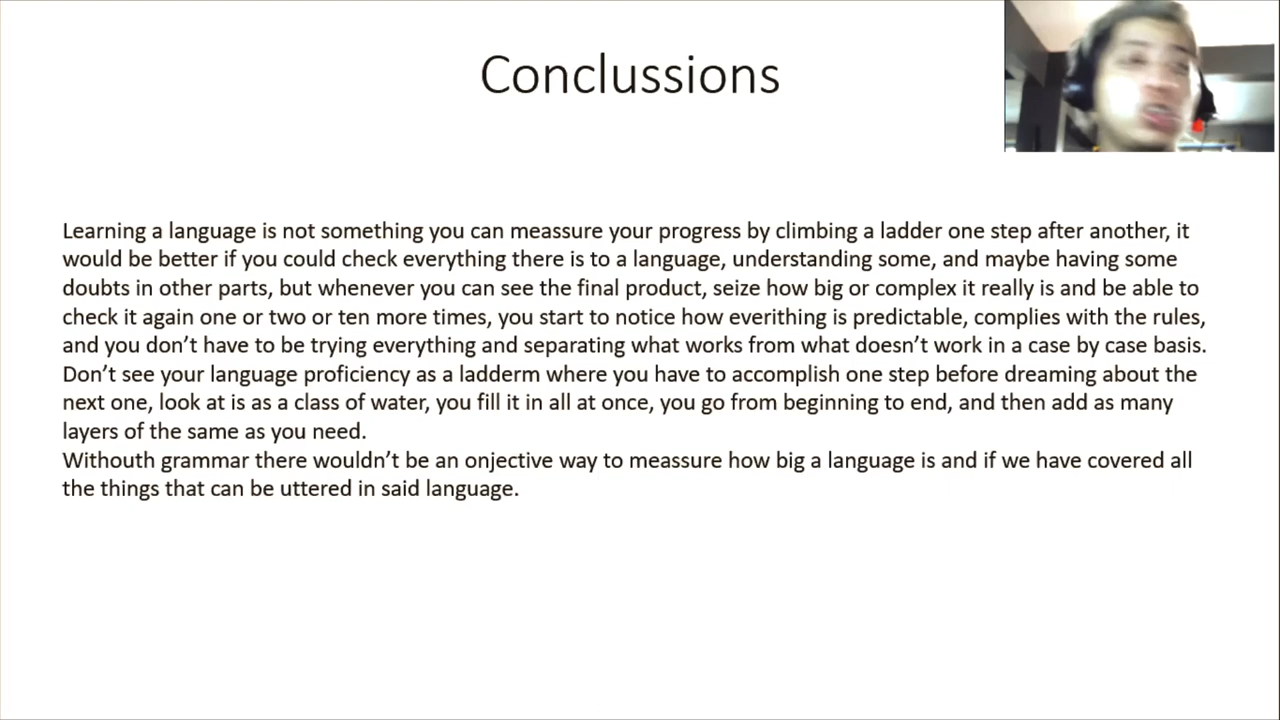 Conclussions
Learning a language is not something you can meassure your progress by climbing a ladder one step after another, it
would be better if you could check everything there is to a language, understanding some, and maybe having some
doubts in other parts, but whenever you can see the final product, seize how big or complex it really is and be able to
check it again one or two or ten more times, you start to notice how everithing is predictable, complies with the rules,
and you don’t have to be trying everything and separating what works from what doesn’t work in a case by case basis.
Don’t see your language proficiency as a ladderm where you have to accomplish one step before dreaming about the
next one, look at is as a class of water, you fill it in all at once, you go from beginning to end, and then add as many
layers of the same as you need.
Withouth grammar there wouldn’t be an onjective way to meassure how big a language is and if we have covered all
the things that can be uttered in said language.